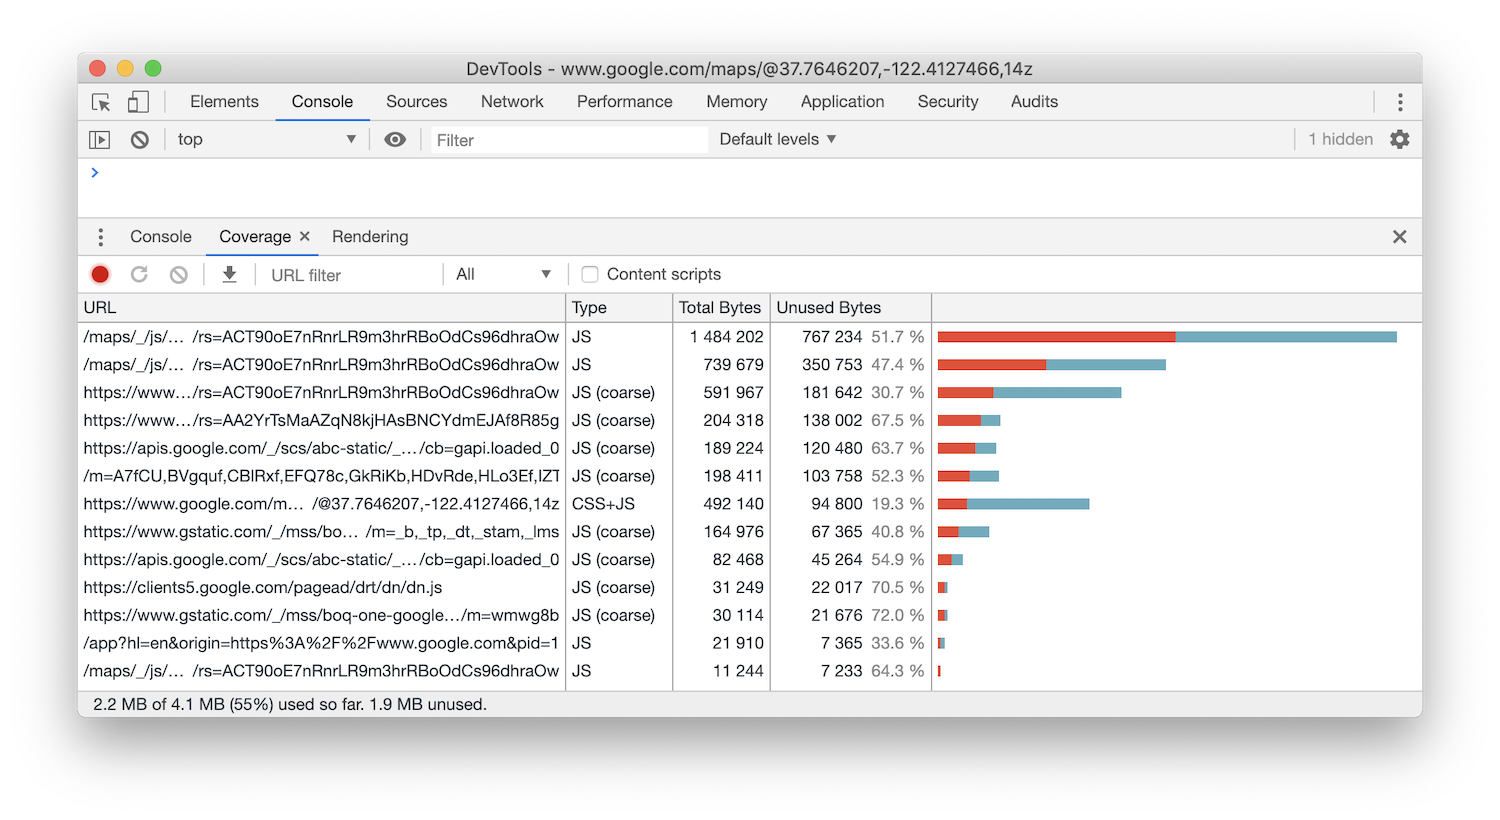 DevTools - www.google.com/maps/@37.7646207,-122.4127466,14z
Elements Console Sources Network Performance Memory Application Security Audits
top Filter Default levels 1 hidden
Console Coverage Rendering
URL filter All Content scripts
URL Type Total Bytes Unused Bytes
/maps/_/js/… /rs=ACT90oE7nRnrLR9m3hrRBoOdCs96dhraOw JS 1 484 202 767 234 51.7 %
/maps/_/js/… /rs=ACT90oE7nRnrLR9m3hrRBoOdCs96dhraOw JS 739 679 350 753 47.4 %
https://www…/rs=ACT90oE7nRnrLR9m3hrRBoOdCs96dhraOw JS (coarse) 591 967 181 642 30.7 %
https://www…/rs=AA2YrTsMaAZqN8kjHAsBNCYdmEJAf8R85g JS (coarse) 204 318 138 002 67.5 %
https://apis.google.com/_/scs/abc-static/_…/cb=gapi.loaded_0 JS (coarse) 189 224 120 480 63.7 %
/m=A7fCU,BVgquf,CBlRxf,EFQ78c,GkRiKb,HDvRde,HLo3Ef,IZT JS (coarse) 198 411 103 758 52.3 %
https://www.google.com/m… /@37.7646207,-122.4127466,14z CSS+JS 492 140 94 800 19.3 %
https://www.gstatic.com/_/mss/bo… /m=_b,_tp,_dt,_stam,_lms JS (coarse) 164 976 67 365 40.8 %
https://apis.google.com/_/scs/abc-static/_…/cb=gapi.loaded_0 JS (coarse) 82 468 45 264 54.9 %
https://clients5.google.com/pagead/drt/dn/dn.js JS (coarse) 31 249 22 017 70.5 %
https://www.gstatic.com/_/mss/boq-one-google…/m=wmwg8b JS (coarse) 30 114 21 676 72.0 %
/app?hl=en&origin=https%3A%2F%2Fwww.google.com&pid=1 JS 21 910 7 365 33.6 %
/maps/_/js/… /rs=ACT90oE7nRnrLR9m3hrRBoOdCs96dhraOw JS 11 244 7 233 64.3 %
2.2 MB of 4.1 MB (55%) used so far. 1.9 MB unused.